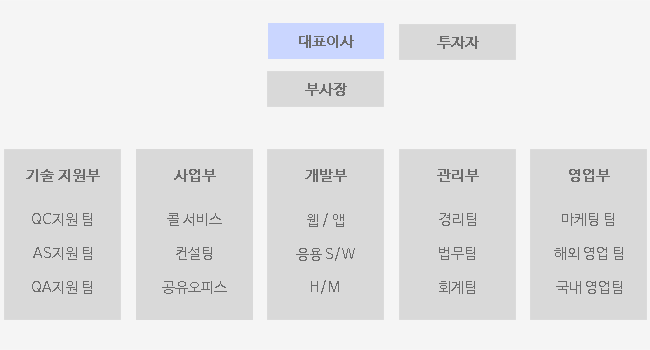 대표이사
투자자
부사장
기술 지원부
QC지원 팀
AS지원 팀
QA지원 팀
사업부
콜 서비스
컨설팅
공유오피스
개발부
웹 / 앱
응용 S/W
H/M
관리부
경리팀
법무팀
회계팀
영업부
마케팅 팀
해외 영업 팀
국내 영업팀